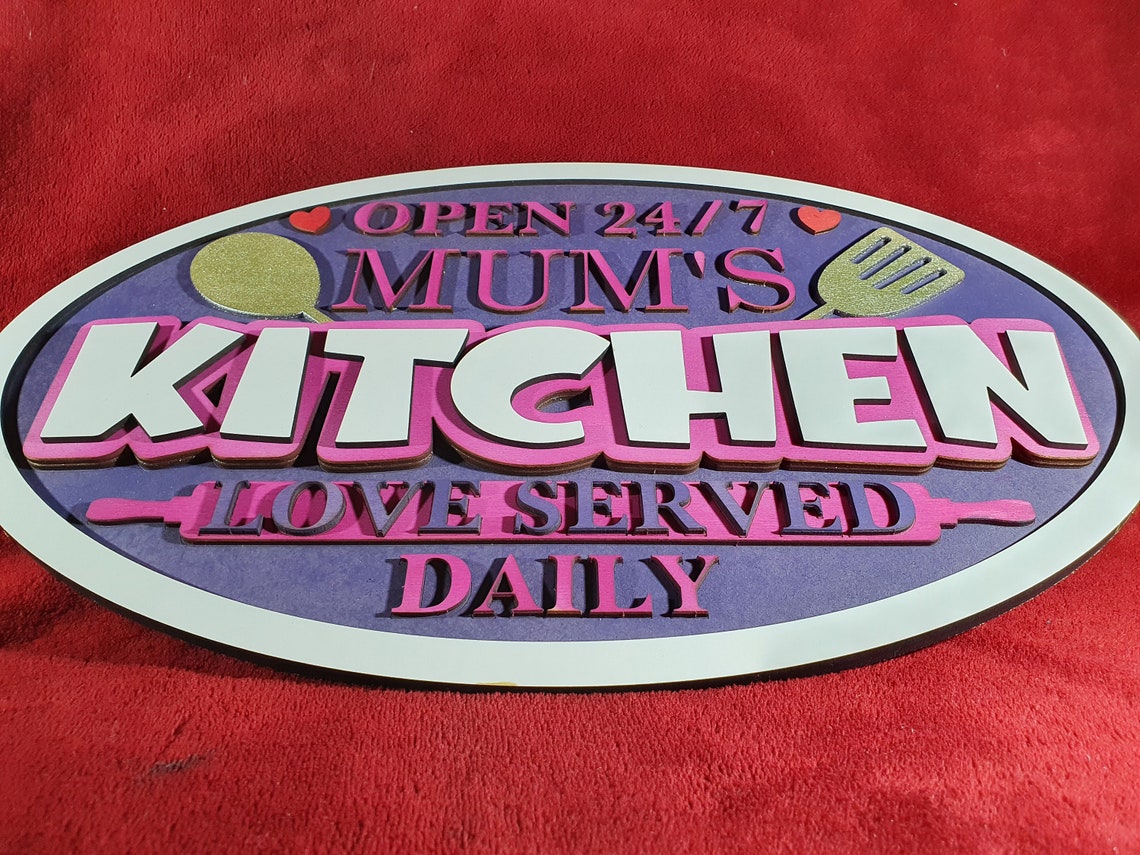 OPEN 24/7
MUM'S
KITCHEN
LOVE SERVED
DAILY